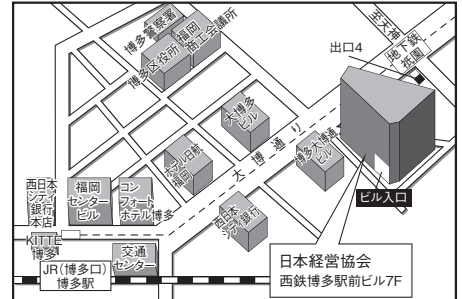 博多警察署
博多区役所
福岡
商工会議所
至天神
地下鉄
祇園
出口4
大博多
ビル
大博通り
ホテル日航
福岡
博多大博通
ビル
西日本
シティ
銀行
本店
福岡
センター
ビル
コン
フォート
ホテル博多
西日本
シティ銀行
ビル入口
KITTE
博多
交通
センター
JR(博多口)
博多駅
日本経営協会
西鉄博多駅前ビル7F